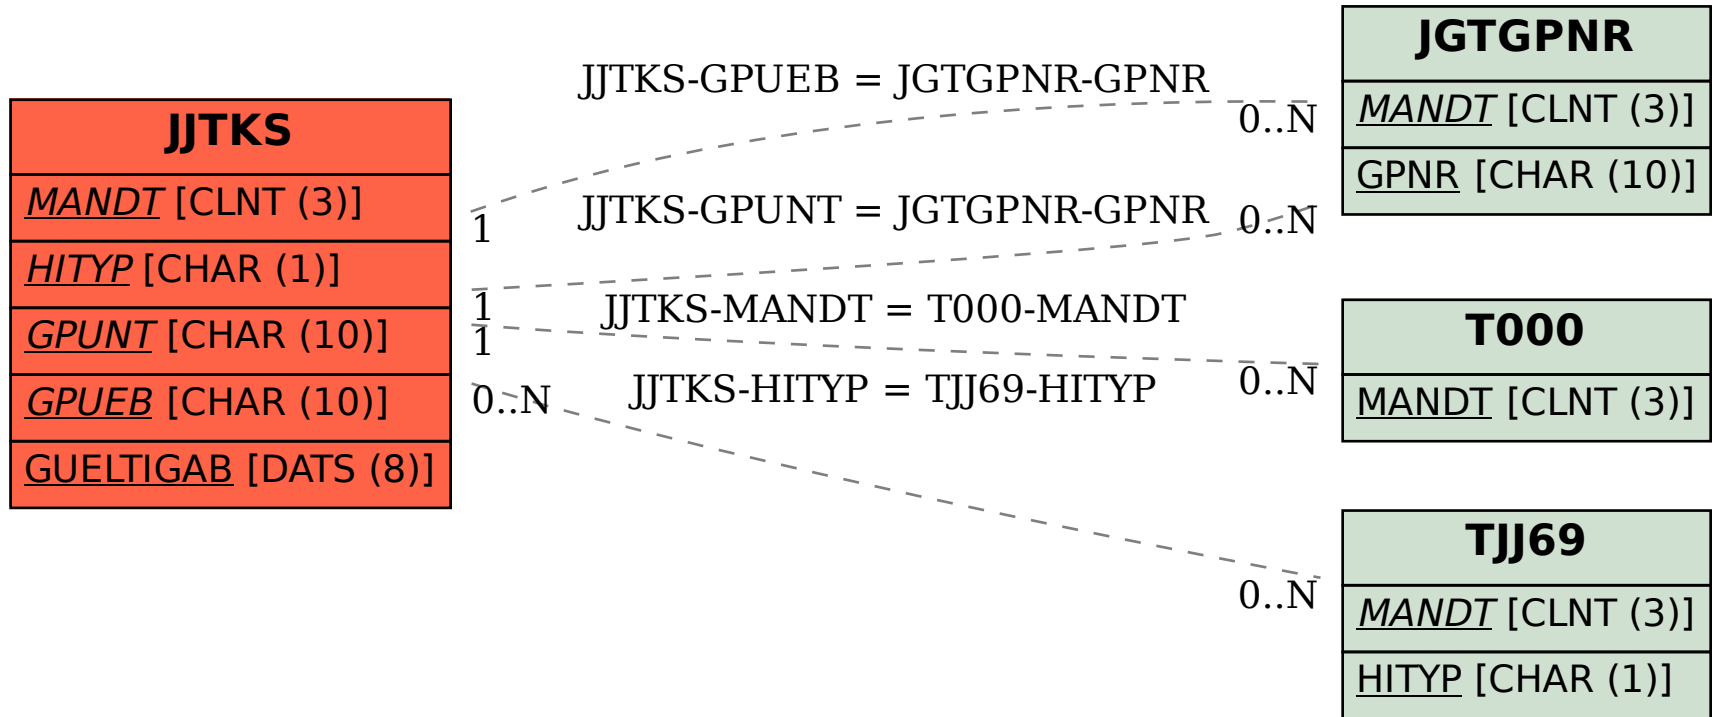 JJTKS
MANDT [CLNT (3)]
HITYP [CHAR (1)]
GPUNT [CHAR (10)]
GPUEB [CHAR (10)]
GUELTIGAB [DATS (8)]
JJTKS-GPUEB = JGTGPNR-GPNR
0..N
1
JJTKS-GPUNT = JGTGPNR-GPNR
0..N
1
JJTKS-MANDT = T000-MANDT
1
0..N
JJTKS-HITYP = TJJ69-HITYP
0..N
0..N
JGTGPNR
MANDT [CLNT (3)]
GPNR [CHAR (10)]
T000
MANDT [CLNT (3)]
TJJ69
MANDT [CLNT (3)]
HITYP [CHAR (1)]